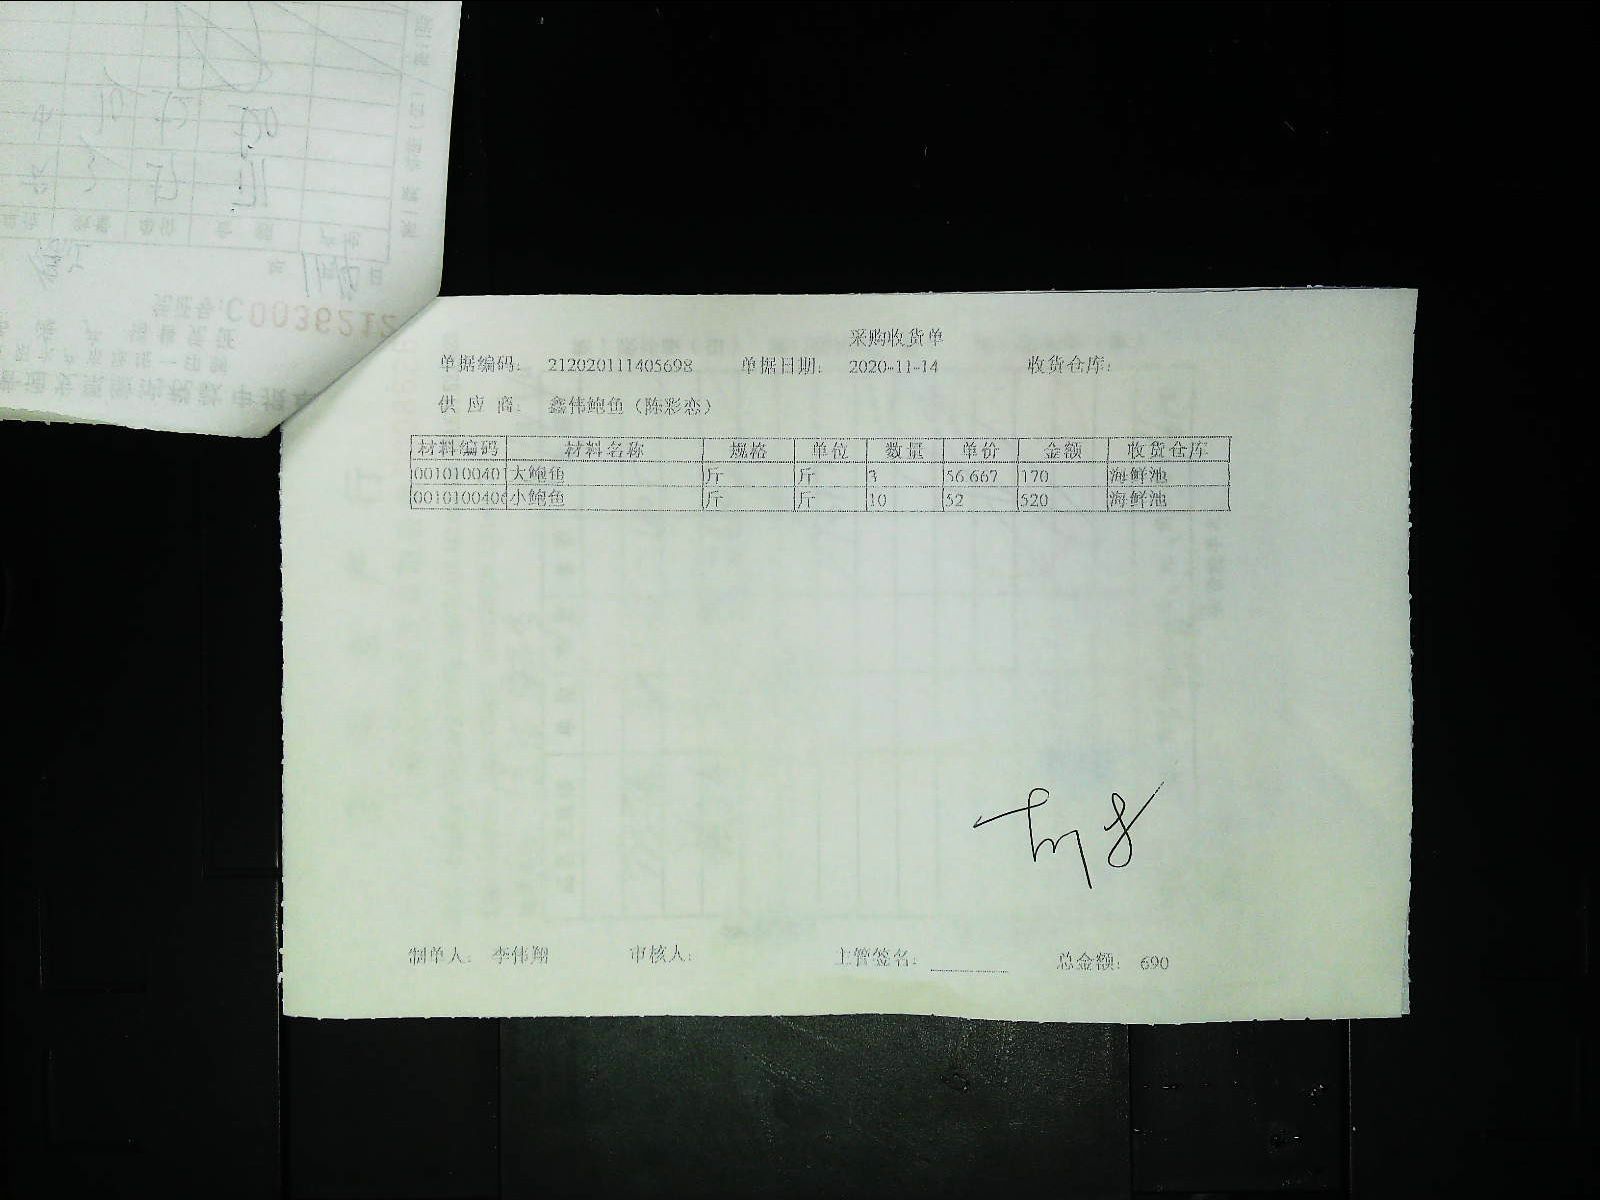 采购收货单
单据编码： 212020111405698 单据日期： 2020-11-14 收货仓库：
供 应 商： 鑫伟鲍鱼（陈彩恋）
材料编码 材料名称 规格 单位 数量 单价 金额 收货仓库
0010100401 大鲍鱼 斤 斤 3 56.667 170 海鲜池
0010100406 小鲍鱼 斤 斤 10 52 520 海鲜池
制单人： 李伟翔 审核人： 主管签名： 总金额： 690
C0036212